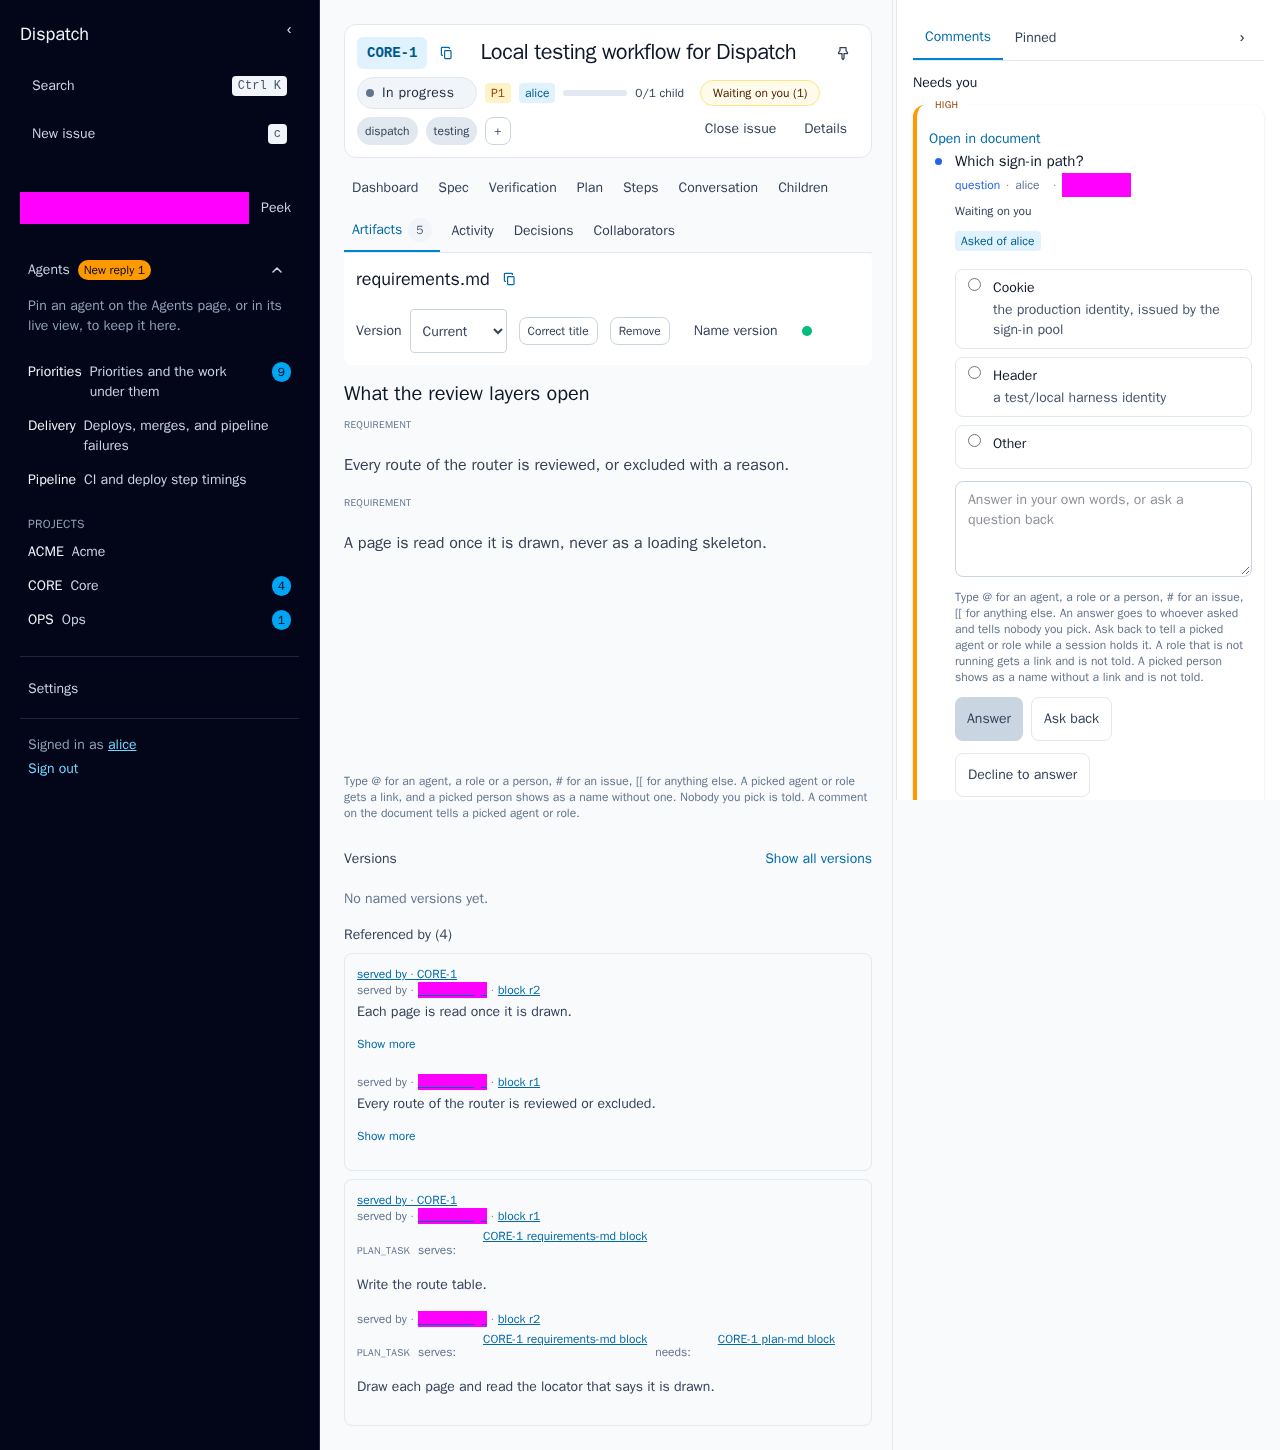 Dispatch
Search
Ctrl K
New issue
C
Peek
Agents
New reply 1
Pin an agent on the Agents page, or in its
live view, to keep it here.
Priorities
Priorities and the work
under them
9
Delivery
Deploys, merges, and pipeline
failures
Pipeline
CI and deploy step timings
PROJECTS
ACME Acme
CORE Core
4
OPS Ops
1
Settings
Signed in as alice
Sign out
CORE-1
Local testing workflow for Dispatch
In progress
P1
alice
0/1 child
Waiting on you (1)
dispatch
testing
+
Close issue
Details
Dashboard
Spec
Verification
Plan
Steps
Conversation
Children
Artifacts 5
Activity
Decisions
Collaborators
requirements.md
Version
Current
Correct title
Remove
Name version
What the review layers open
REQUIREMENT
Every route of the router is reviewed, or excluded with a reason.
REQUIREMENT
A page is read once it is drawn, never as a loading skeleton.
Type @ for an agent, a role or a person, # for an issue, [[ for anything else. A picked agent or role
gets a link, and a picked person shows as a name without one. Nobody you pick is told. A comment
on the document tells a picked agent or role.
Versions
Show all versions
No named versions yet.
Referenced by (4)
served by · CORE-1
served by · · block r2
Each page is read once it is drawn.
Show more
served by · · block r1
Every route of the router is reviewed or excluded.
Show more
served by · CORE-1
served by · · block r1
PLAN_TASK serves: CORE-1 requirements-md block
Write the route table.
served by · · block r2
PLAN_TASK serves: CORE-1 requirements-md block needs: CORE-1 plan-md block
Draw each page and read the locator that says it is drawn.
Comments
Pinned
Needs you
HIGH
Open in document
Which sign-in path?
question · alice ·
Waiting on you
Asked of alice
Cookie
the production identity, issued by the
sign-in pool
Header
a test/local harness identity
Other
Answer in your own words, or ask a
question back
Type @ for an agent, a role or a person, # for an issue,
[[ for anything else. An answer goes to whoever asked
and tells nobody you pick. Ask back to tell a picked
agent or role while a session holds it. A role that is not
running gets a link and is not told. A picked person
shows as a name without a link and is not told.
Answer
Ask back
Decline to answer